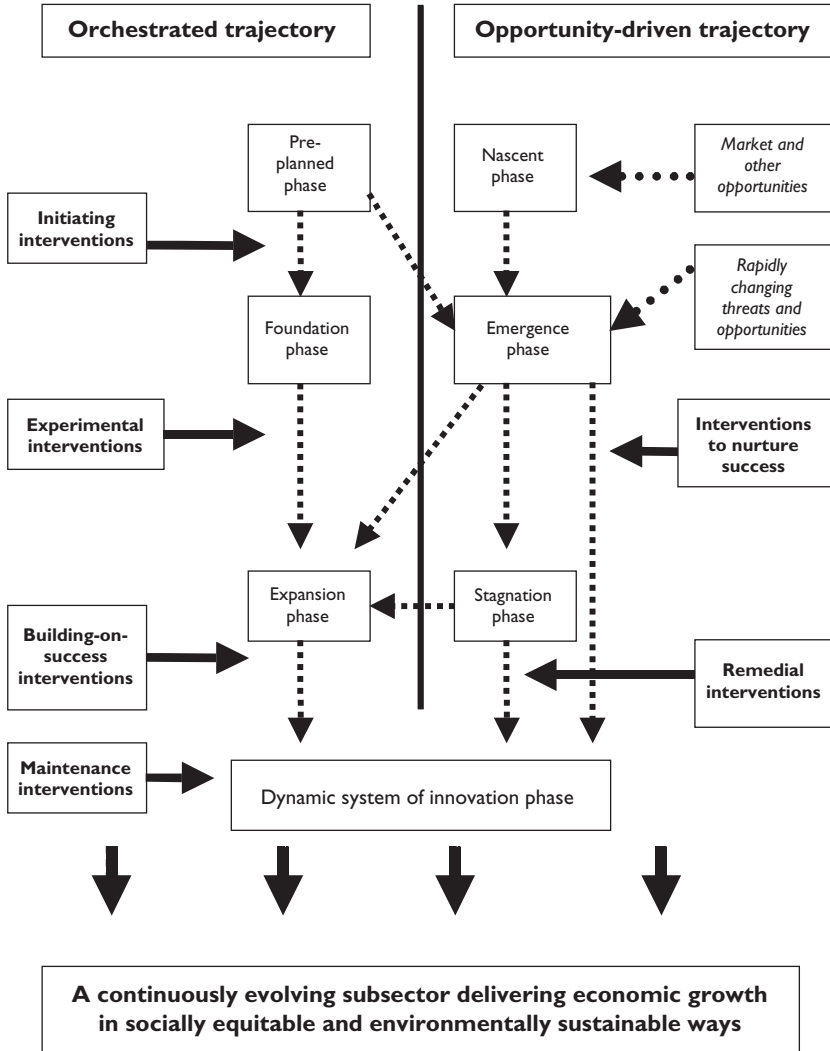 Orchestrated trajectory
Opportunity-driven trajectory
Pre-
planned
phase
Nascent
phase
Market and
other
opportunities
Initiating
interventions
Foundation
phase
Emergence
phase
Rapidly
changing
threats and
opportunities
Experimental
interventions
Interventions
to nurture
success
Expansion
phase
Stagnation
phase
Building-on-
success
interventions
Remedial
interventions
Maintenance
interventions
Dynamic system of innovation phase
A continuously evolving subsector delivering economic growth
in socially equitable and environmentally sustainable ways